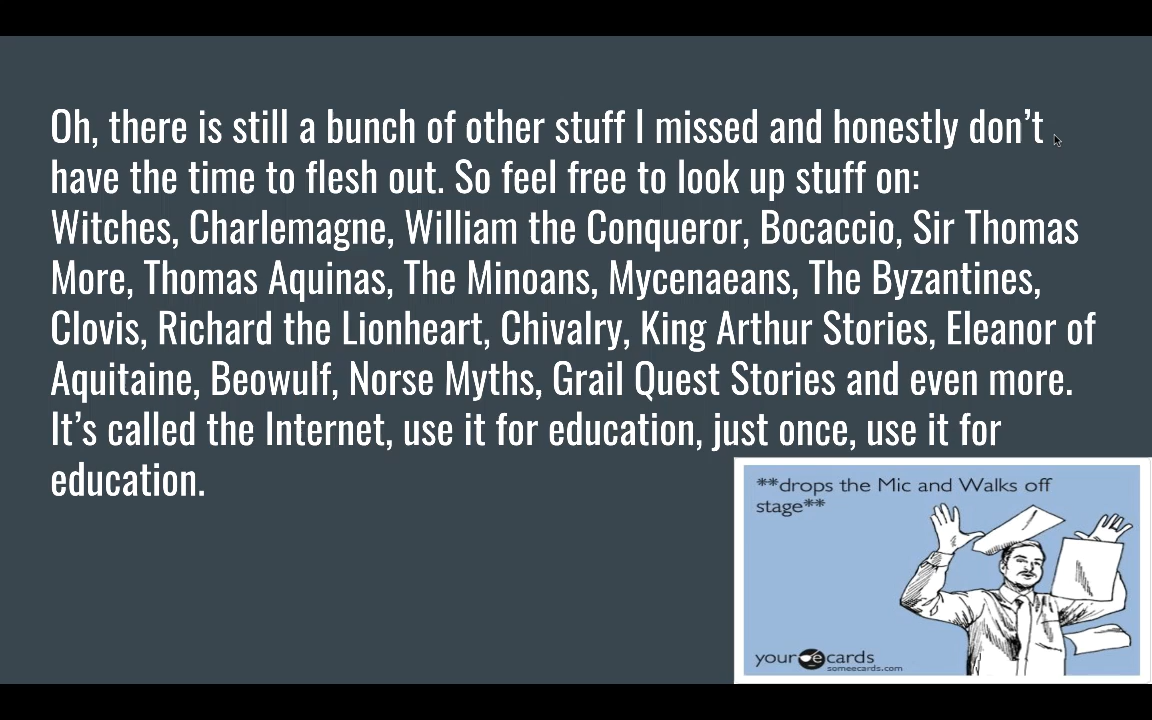 Oh, there is still a bunch of other stuff I missed and honestly don’t
have the time to flesh out. So feel free to look up stuff on:
Witches, Charlemagne, William the Conqueror, Bocaccio, Sir Thomas
More, Thomas Aquinas, The Minoans, Mycenaeans, The Byzantines,
Clovis, Richard the Lionheart, Chivalry, King Arthur Stories, Eleanor of
Aquitaine, Beowulf, Norse Myths, Grail Quest Stories and even more.
It’s called the Internet, use it for education, just once, use it for
education.
**drops the Mic and Walks off
stage**
your e cards
someecards.com